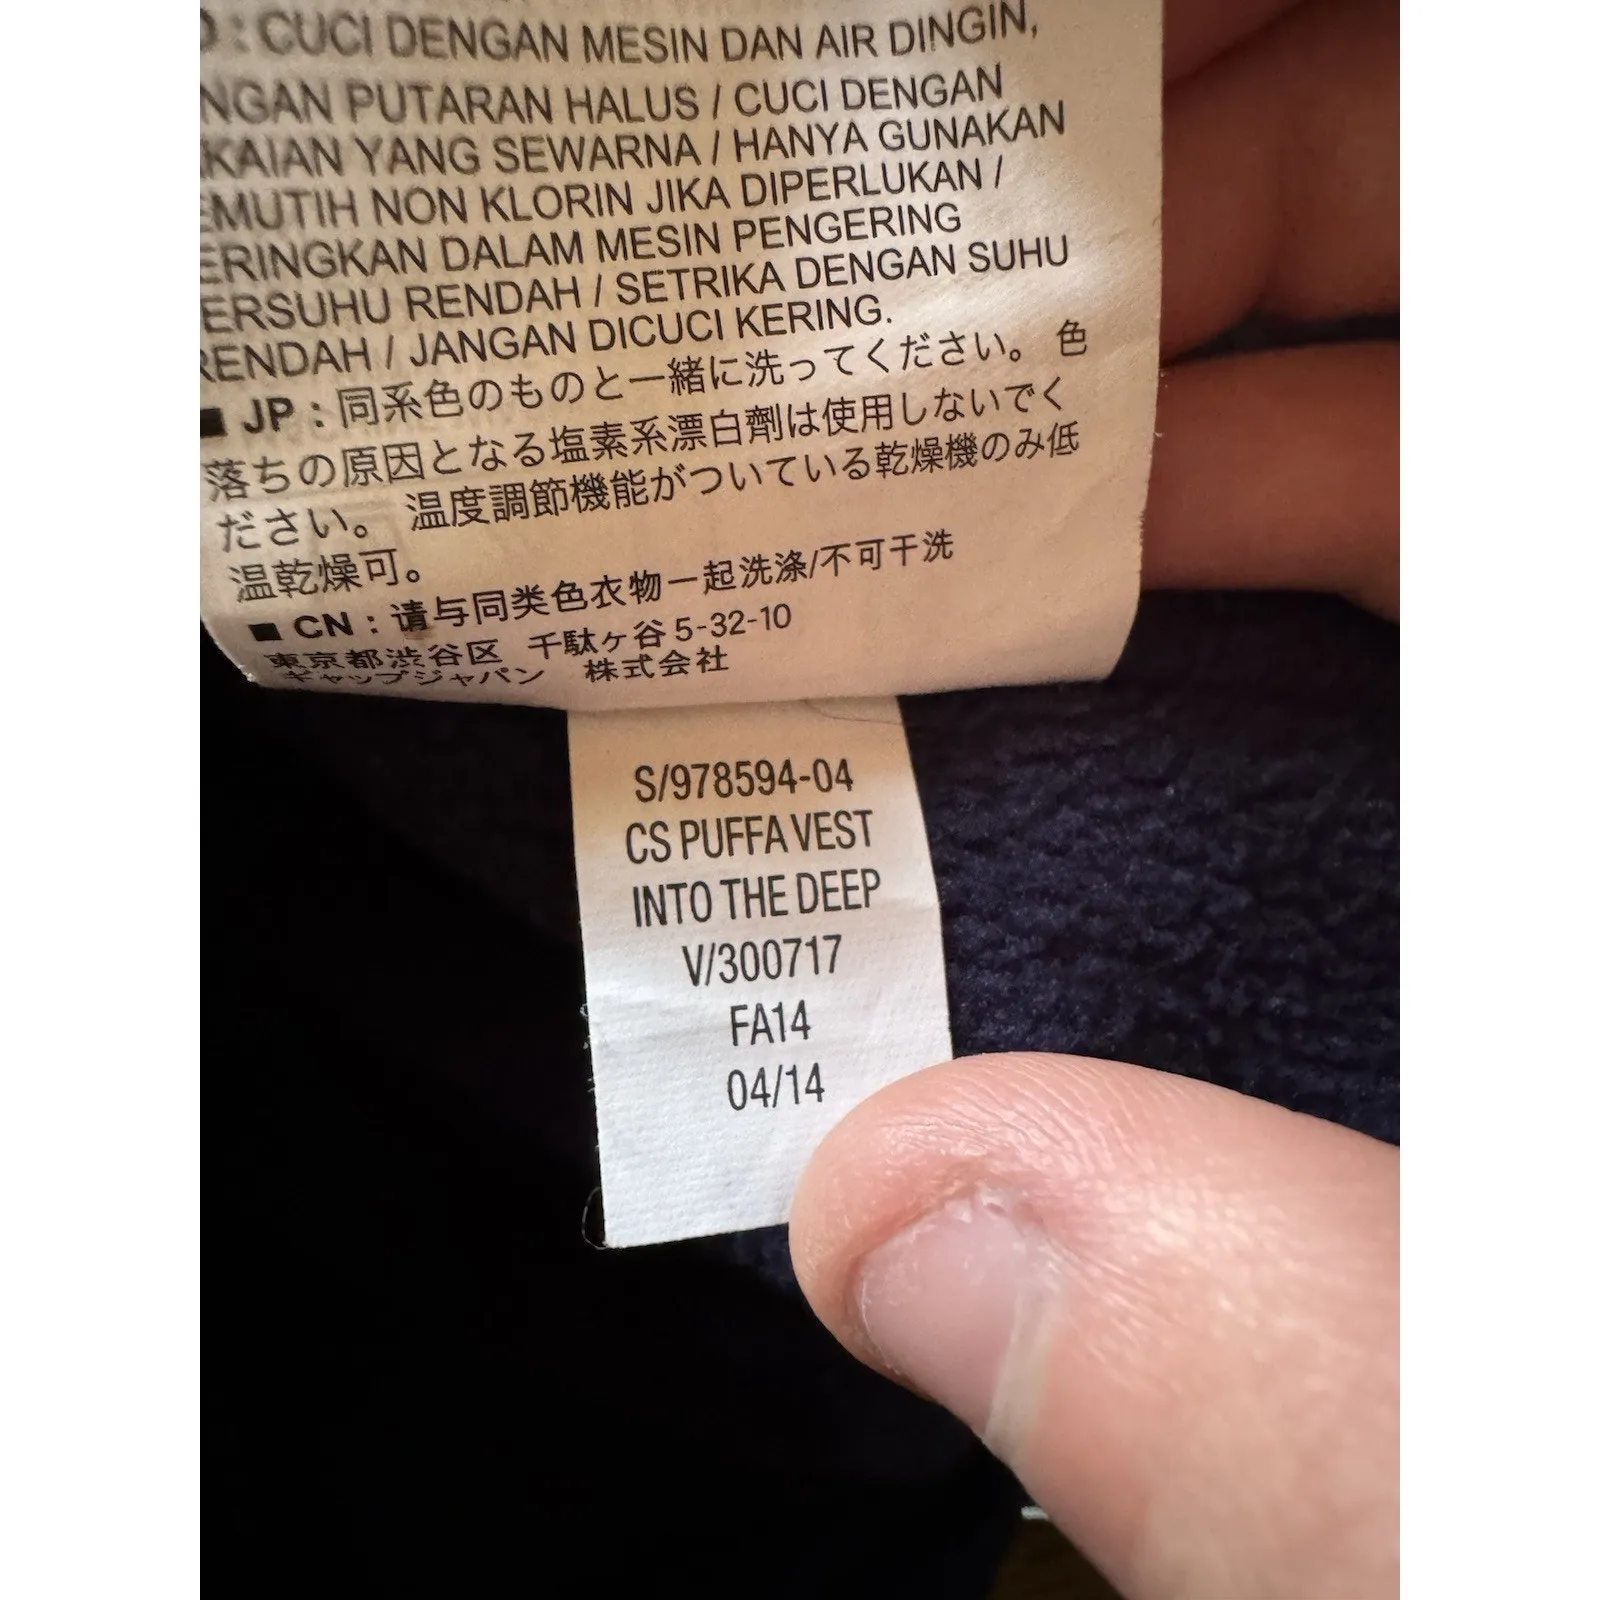 : CUCI DENGAN MESIN DAN AIR DINGIN,
NGAN PUTARAN HALUS / CUCI DENGAN
KAIAN YANG SEWARNA / HANYA GUNAKAN
EMUTIH NON KLORIN JIKA DIPERLUKAN /
ERINGKAN DALAM MESIN PENGERING
ERSUHU RENDAH / SETRIKA DENGAN SUHU
RENDAH / JANGAN DICUCI KERING.
■ JP : 同系色のものと一緒に洗ってください。 色
落ちの原因となる塩素系漂白剤は使用しないでく
ださい。 温度調節機能がついている乾燥機のみ低
温乾燥可。
■ CN : 请与同类色衣物一起洗涤/不可干洗
東京都渋谷区 千駄ヶ谷5-32-10
ギャップジャパン 株式会社
S/978594-04
CS PUFFA VEST
INTO THE DEEP
V/300717
FA14
04/14